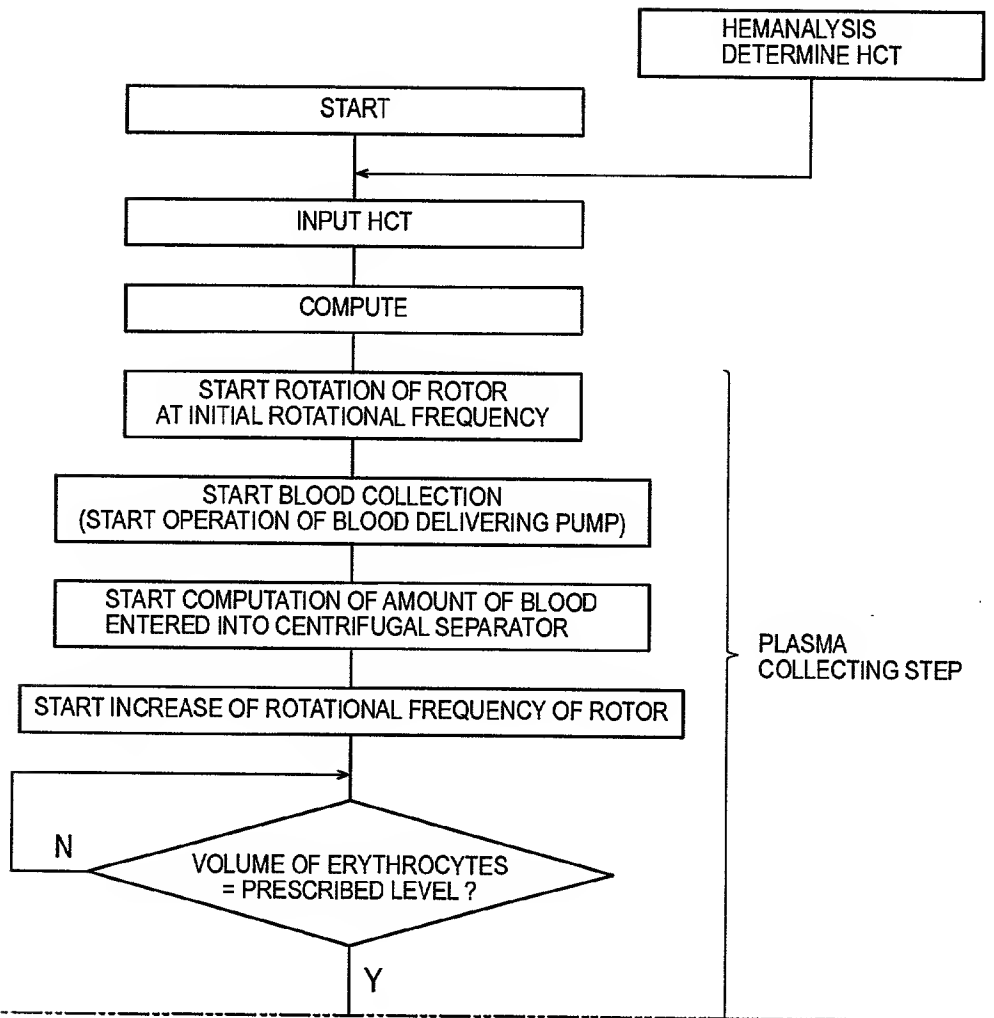 HEMANALYSIS
DETERMINE HCT
START
INPUT HCT
COMPUTE
START ROTATION OF ROTOR
AT INITIAL ROTATIONAL FREQUENCY
START BLOOD COLLECTION
(START OPERATION OF BLOOD DELIVERING PUMP)
START COMPUTATION OF AMOUNT OF BLOOD
ENTERED INTO CENTRIFUGAL SEPARATOR
PLASMA
COLLECTING STEP
START INCREASE OF ROTATIONAL FREQUENCY OF ROTOR
N
VOLUME OF ERYTHROCYTES
= PRESCRIBED LEVEL ?
Y